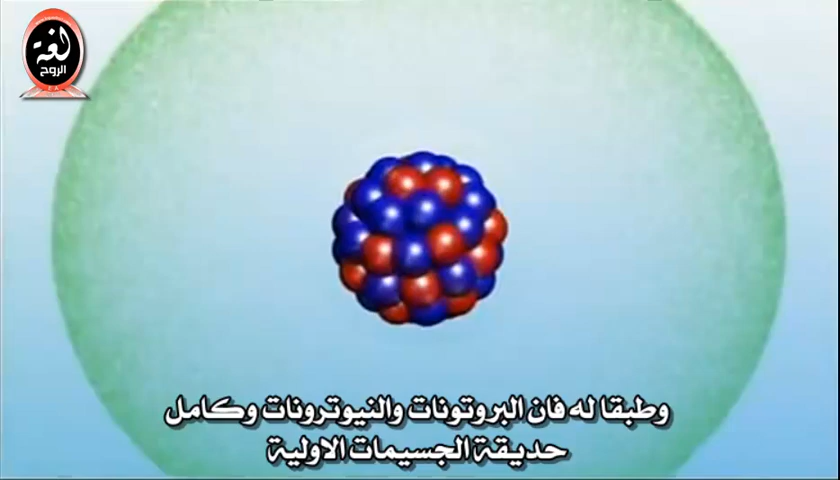 لغة
الروح
وطبقا له فان البروتونات والنيوترونات وكامل
حديقة الجسيمات الاولية